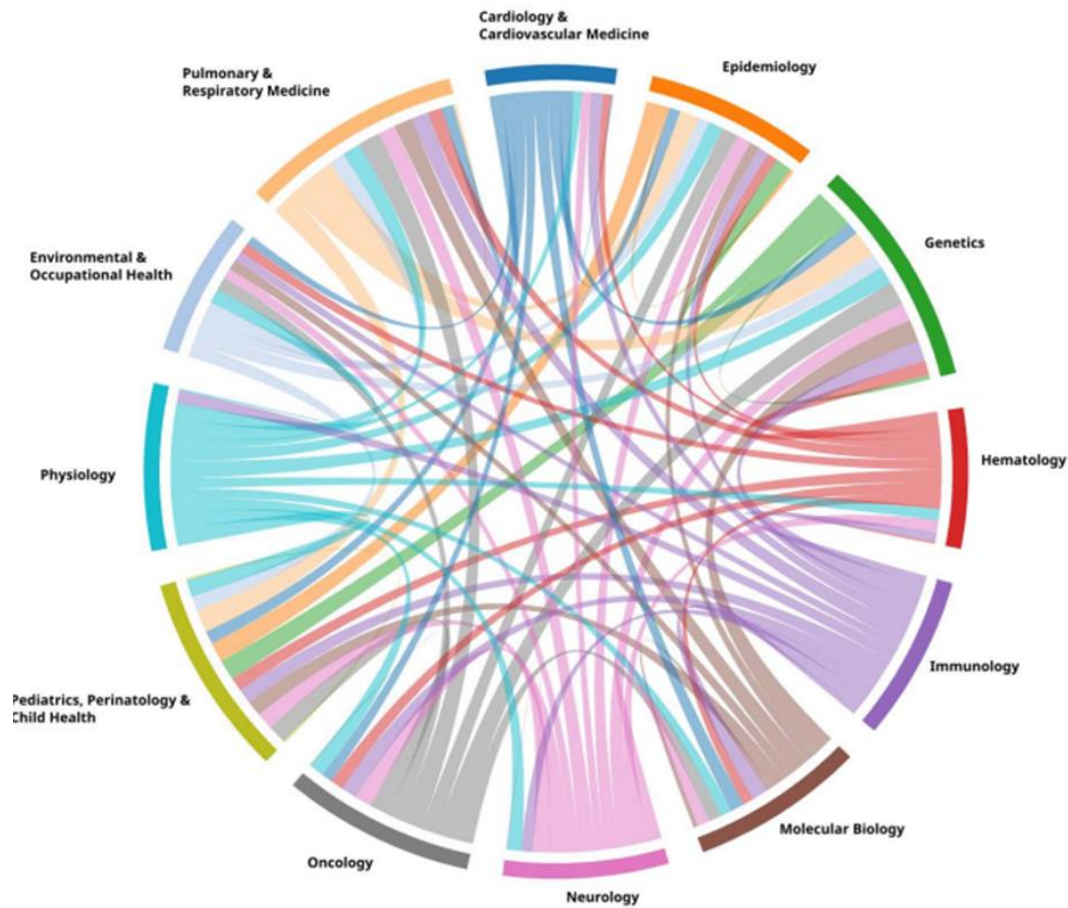 Cardiology &
Cardiovascular Medicine
Epidemiology
Genetics
Hematology
Immunology
Molecular Biology
Neurology
Oncology
Pediatrics, Perinatology &
Child Health
Physiology
Environmental &
Occupational Health
Pulmonary &
Respiratory Medicine